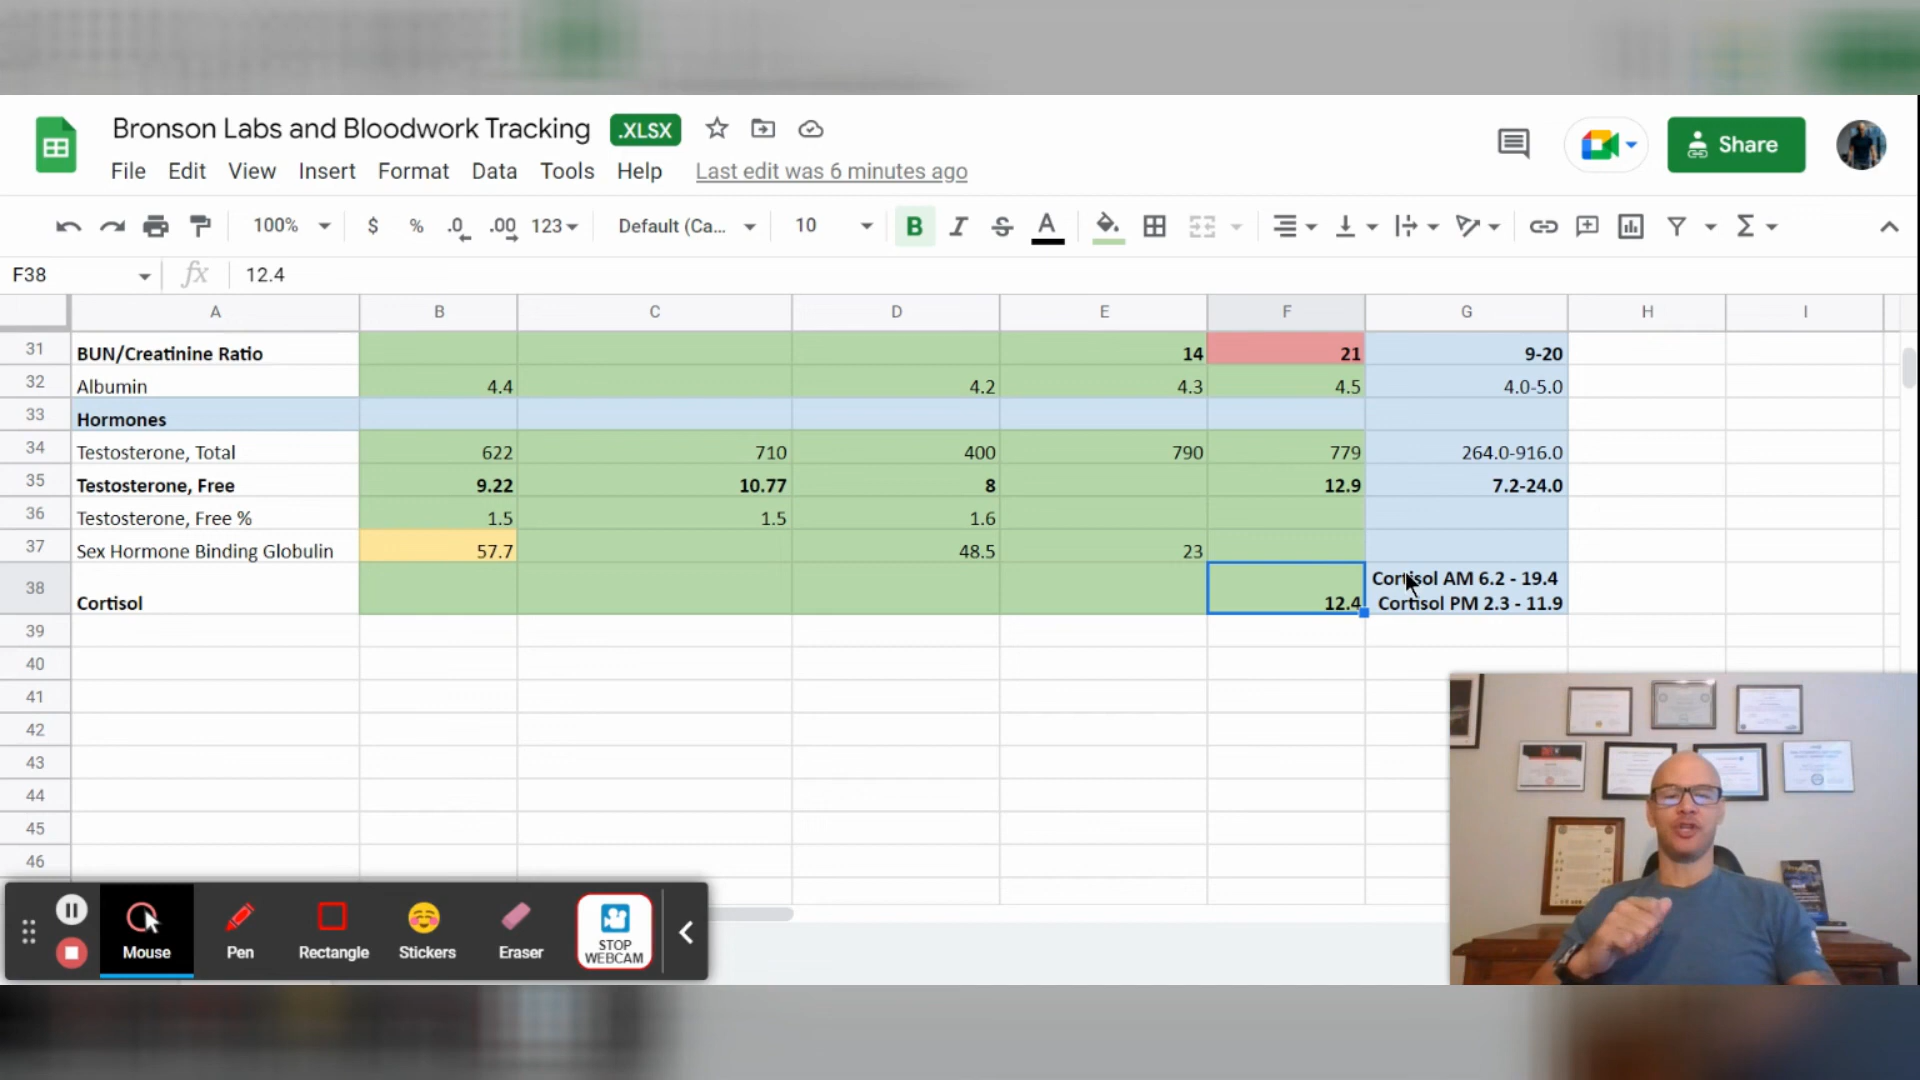 Bronson Labs and Bloodwork Tracking .XLSX
Share
File Edit View Insert Format Data Tools Help Last edit was 6 minutes ago
100% $ % .0 .00 123 Default (Ca... 10 B I S A Σ
F38 fx 12.4
A B C D E F G H I
31 BUN/Creatinine Ratio 14 21 9-20
32 Albumin 4.4 4.2 4.3 4.5 4.0-5.0
33 Hormones
34 Testosterone, Total 622 710 400 790 779 264.0-916.0
35 Testosterone, Free 9.22 10.77 8 12.9 7.2-24.0
36 Testosterone, Free % 1.5 1.5 1.6
37 Sex Hormone Binding Globulin 57.7 48.5 23
38 Cortisol 12.4 Cortisol AM 6.2 - 19.4
Cortisol PM 2.3 - 11.9
39
40
41
42
43
44
45
46
Mouse Pen Rectangle Stickers Eraser STOP
WEBCAM